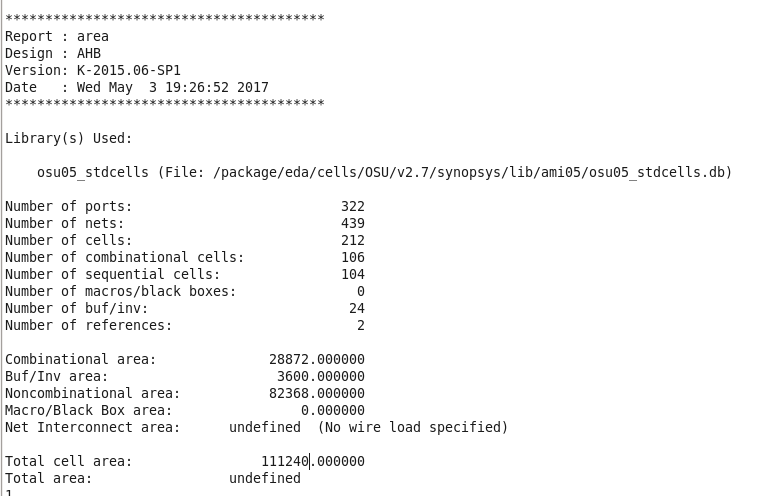 ****************************************
Report : area
Design : AHB
Version: K-2015.06-SP1
Date   : Wed May  3 19:26:52 2017
****************************************
Library(s) Used:
osu05_stdcells (File: /package/eda/cells/OSU/v2.7/synopsys/lib/ami05/osu05_stdcells.db)
Number of ports: 322
Number of nets: 439
Number of cells: 212
Number of combinational cells: 106
Number of sequential cells: 104
Number of macros/black boxes: 0
Number of buf/inv: 24
Number of references: 2
Combinational area: 28872.000000
Buf/Inv area: 3600.000000
Noncombinational area: 82368.000000
Macro/Black Box area: 0.000000
Net Interconnect area: undefined  (No wire load specified)
Total cell area: 111240.000000
Total area: undefined
1